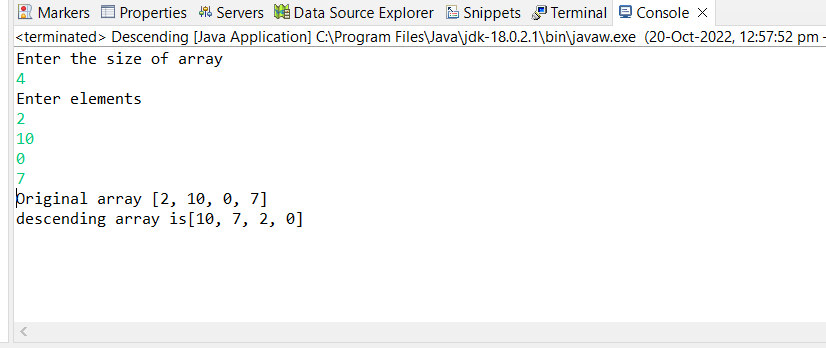 Markers Properties Servers Data Source Explorer Snippets Terminal Console
<terminated> Descending [Java Application] C:\Program Files\Java\jdk-18.0.2.1\bin\javaw.exe (20-Oct-2022, 12:57:52 pm -
Enter the size of array
4
Enter elements
2
10
0
7
Original array [2, 10, 0, 7]
descending array is[10, 7, 2, 0]